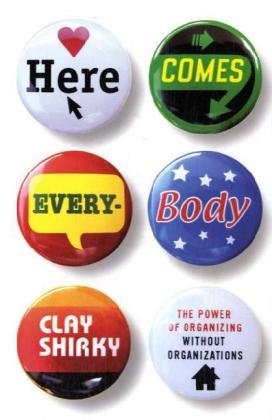 Here
COMES
EVERY-
Body
CLAY
SHIRKY
THE POWER
OF ORGANIZING
WITHOUT
ORGANIZATIONS